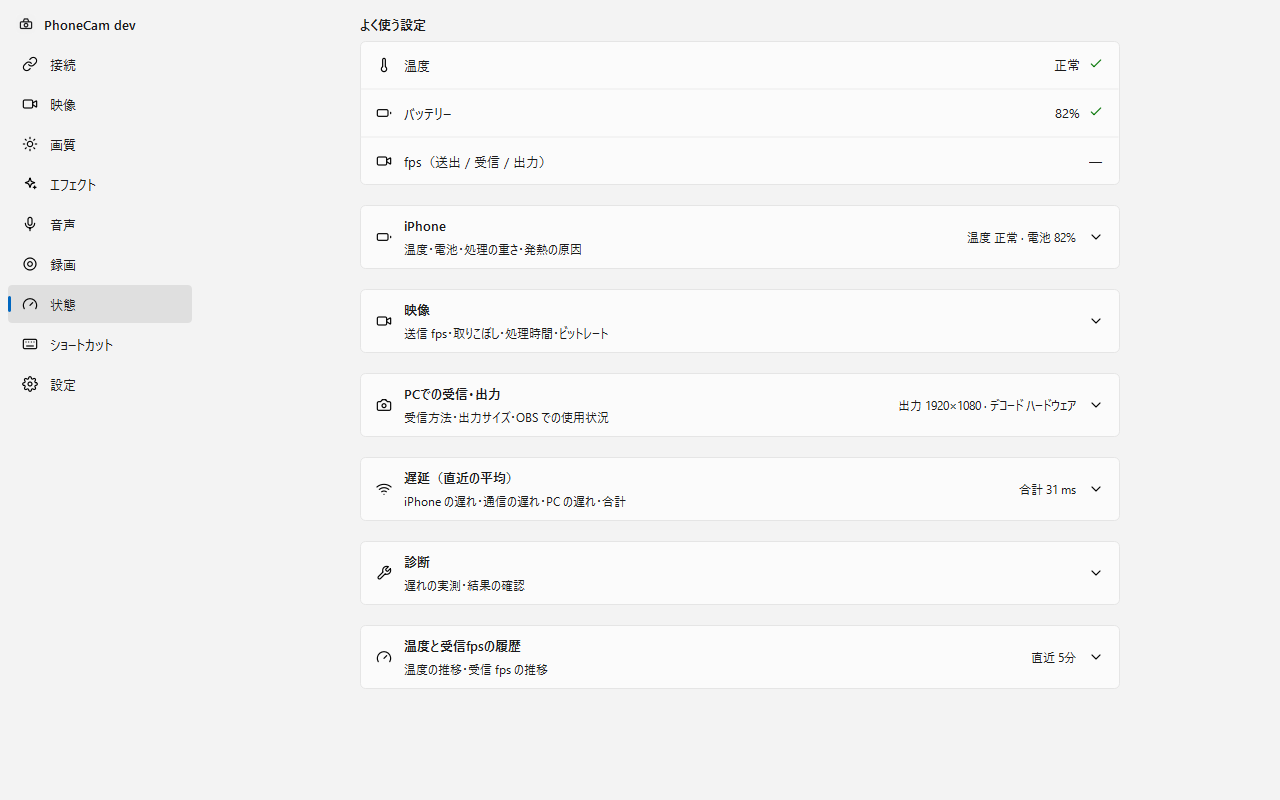 PhoneCam dev
接続
映像
画質
エフェクト
音声
録画
状態
ショートカット
設定
よく使う設定
温度 正常
バッテリー 82%
fps（送出 / 受信 / 出力） —
iPhone
温度・電池・処理の重さ・発熱の原因
温度 正常 · 電池 82%
映像
送信 fps・取りこぼし・処理時間・ビットレート
PCでの受信・出力
受信方法・出力サイズ・OBS での使用状況
出力 1920×1080 · デコード ハードウェア
遅延（直近の平均）
iPhone の遅れ・通信の遅れ・PC の遅れ・合計
合計 31 ms
診断
遅れの実測・結果の確認
温度と受信fpsの履歴
温度の推移・受信 fps の推移
直近 5分